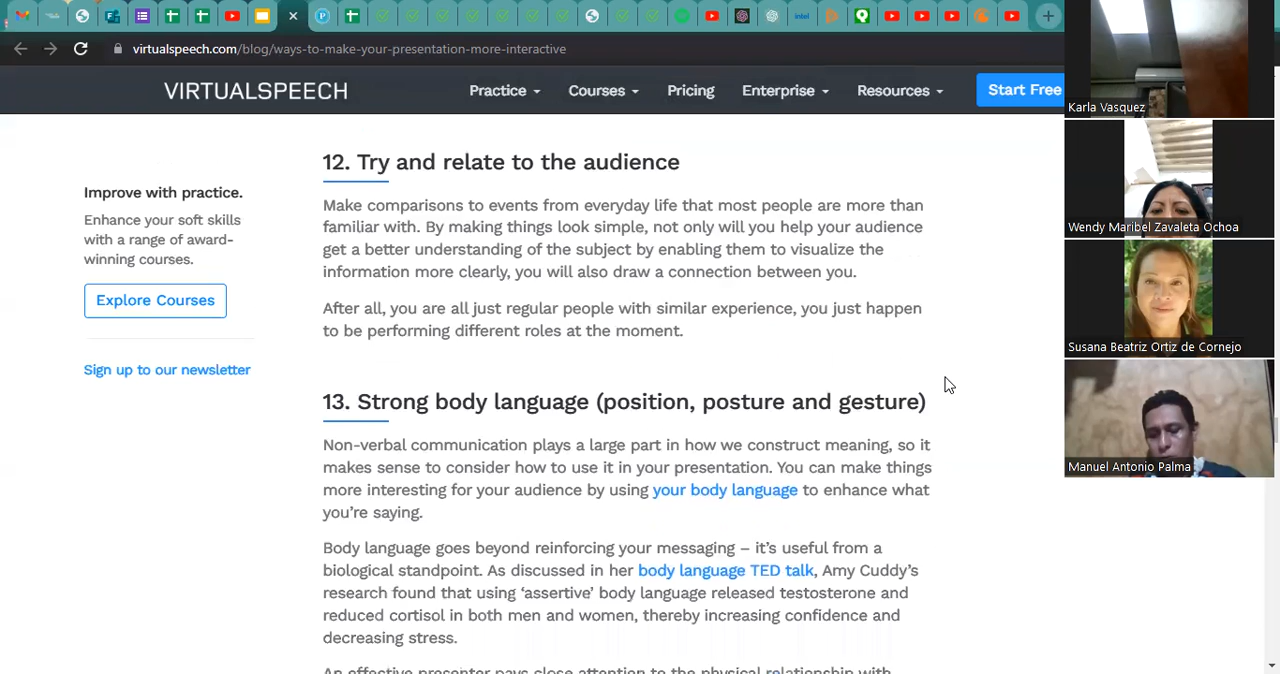 virtualspeech.com/blog/ways-to-make-your-presentation-more-interactive
VIRTUALSPEECH
Practice
Courses
Pricing
Enterprise
Resources
Start Free
Karla Vasquez
Wendy Maribel Zavaleta Ochoa
Susana Beatriz Ortiz de Cornejo
Manuel Antonio Palma
Improve with practice.
Enhance your soft skills
with a range of award-
winning courses.
Explore Courses
Sign up to our newsletter
12. Try and relate to the audience
Make comparisons to events from everyday life that most people are more than
familiar with. By making things look simple, not only will you help your audience
get a better understanding of the subject by enabling them to visualize the
information more clearly, you will also draw a connection between you.
After all, you are all just regular people with similar experience, you just happen
to be performing different roles at the moment.
13. Strong body language (position, posture and gesture)
Non-verbal communication plays a large part in how we construct meaning, so it
makes sense to consider how to use it in your presentation. You can make things
more interesting for your audience by using your body language to enhance what
you're saying.
Body language goes beyond reinforcing your messaging – it's useful from a
biological standpoint. As discussed in her body language TED talk, Amy Cuddy's
research found that using 'assertive' body language released testosterone and
reduced cortisol in both men and women, thereby increasing confidence and
decreasing stress.
An effective presenter pays close attention to the physical relationship with